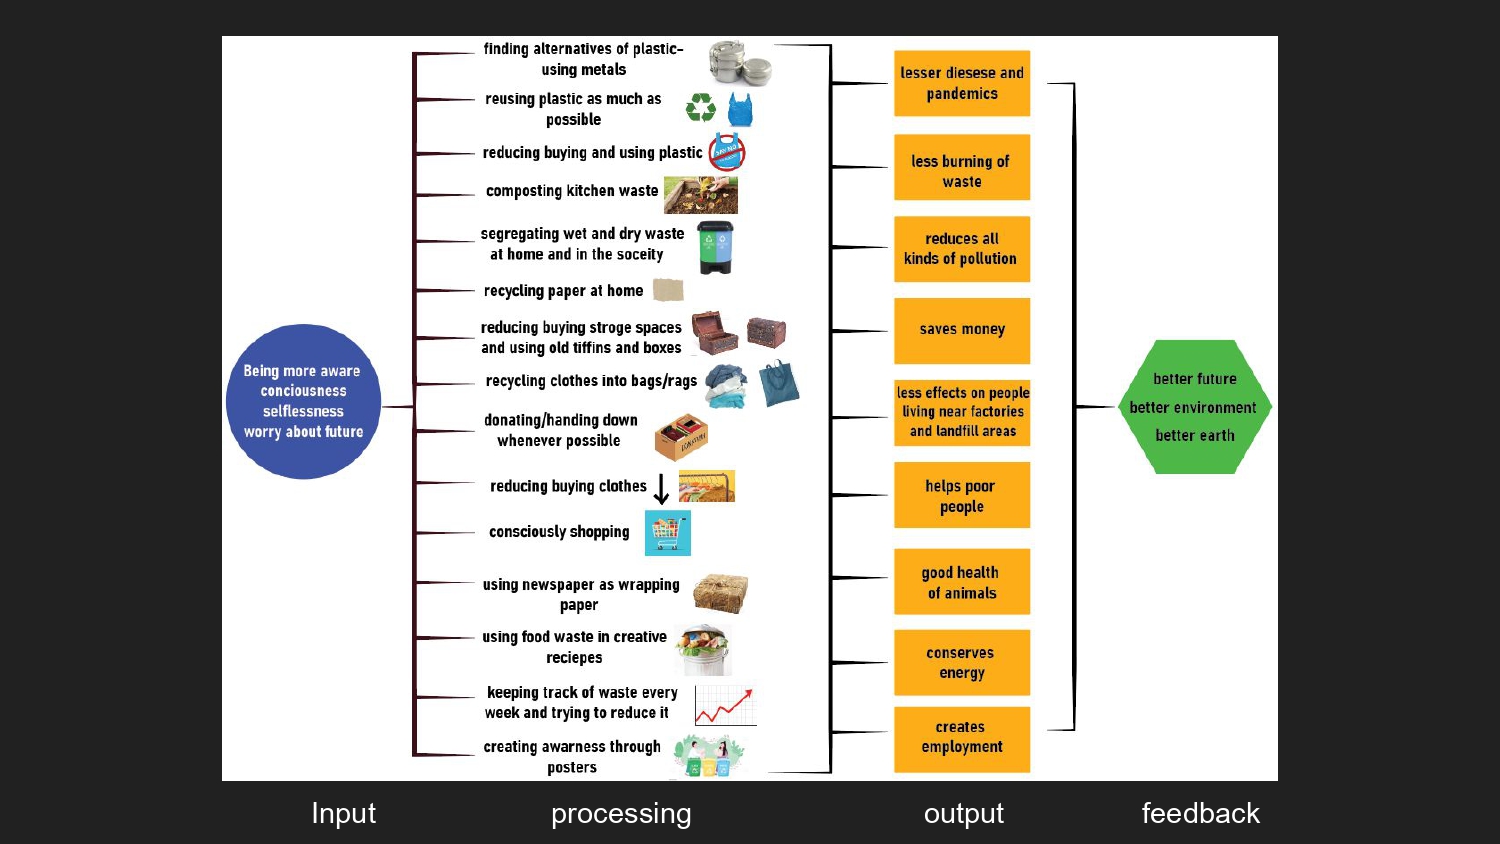 Being more aware
conciousness
selflessness
worry about future
finding alternatives of plastic-
using metals
reusing plastic as much as
possible
reducing buying and using plastic
composting kitchen waste
segregating wet and dry waste
at home and in the soceity
recycling paper at home
reducing buying stroge spaces
and using old tiffins and boxes
recycling clothes into bags/rags
donating/handing down
whenever possible
DONATION
reducing buying clothes
consciously shopping
using newspaper as wrapping
paper
using food waste in creative
reciepes
keeping track of waste every
week and trying to reduce it
creating awarness through
posters
lesser diesese and
pandemics
less burning of
waste
reduces all
kinds of pollution
saves money
less effects on people
living near factories
and landfill areas
helps poor
people
good health
of animals
conserves
energy
creates
employment
better future
better environment
better earth
Input
processing
output
feedback